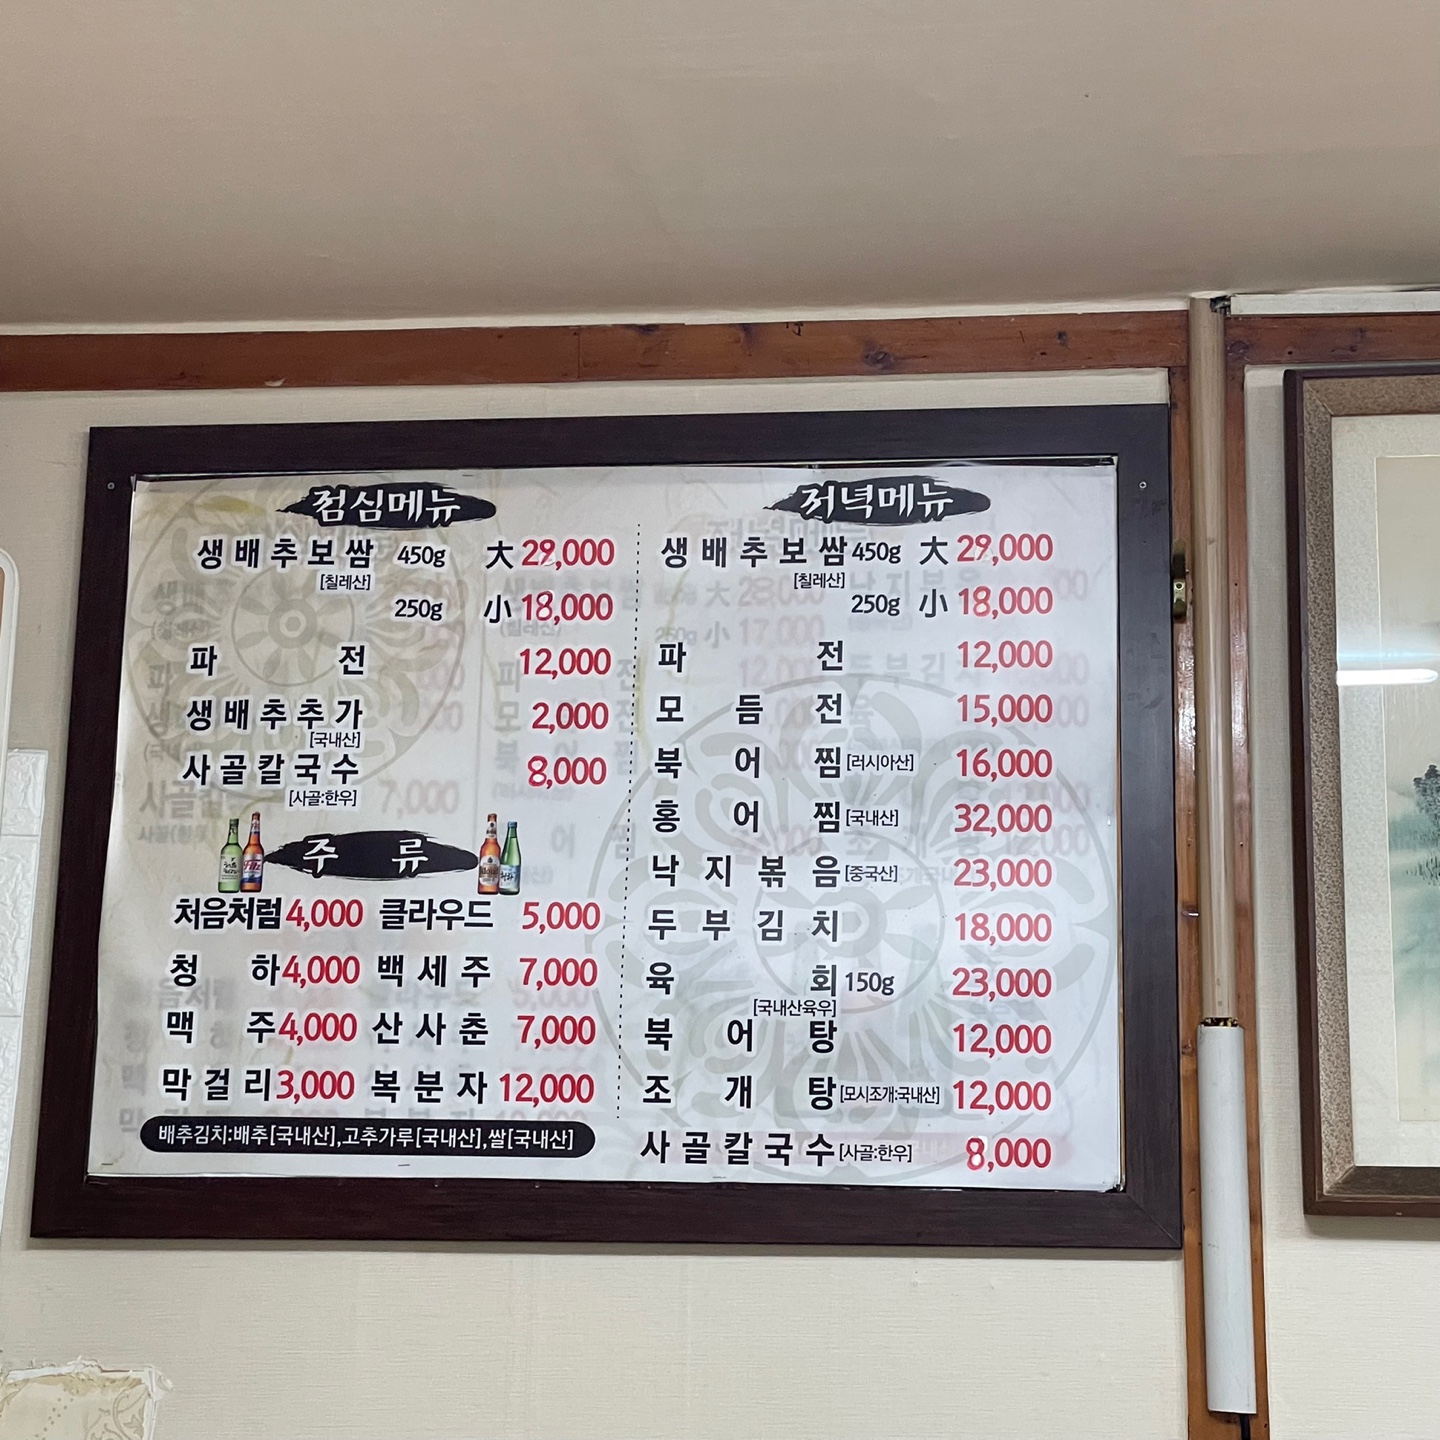 점심메뉴
생배추보쌈 450g 大 29,000
[칠레산]
250g 小 18,000
파전 12,000
생배추추가 2,000
[국내산]
사골칼국수 8,000
[사골:한우]
주류
처음처럼 4,000 클라우드 5,000
청하 4,000 백세주 7,000
맥주 4,000 산사춘 7,000
막걸리 3,000 복분자 12,000
배추김치:배추[국내산],고추가루[국내산],쌀[국내산]
저녁메뉴
생배추보쌈 450g 大 29,000
[칠레산]
250g 小 18,000
파전 12,000
모듬전 15,000
북어찜 [러시아산] 16,000
홍어찜 [국내산] 32,000
낙지볶음 [중국산] 23,000
두부김치 18,000
육회 150g 23,000
[국내산육우]
북어탕 12,000
조개탕 [모시조개:국내산] 12,000
사골칼국수 [사골:한우] 8,000